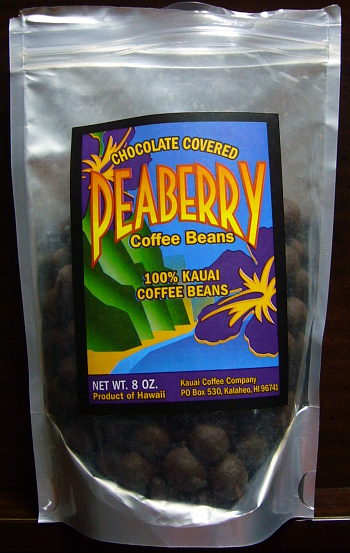 CHOCOLATE COVERED
PEABERRY
Coffee Beans
100% KAUAI
COFFEE BEANS
NET WT. 8 OZ.
Product of Hawaii
Kauai Coffee Company
PO Box 530, Kalaheo, HI 96741